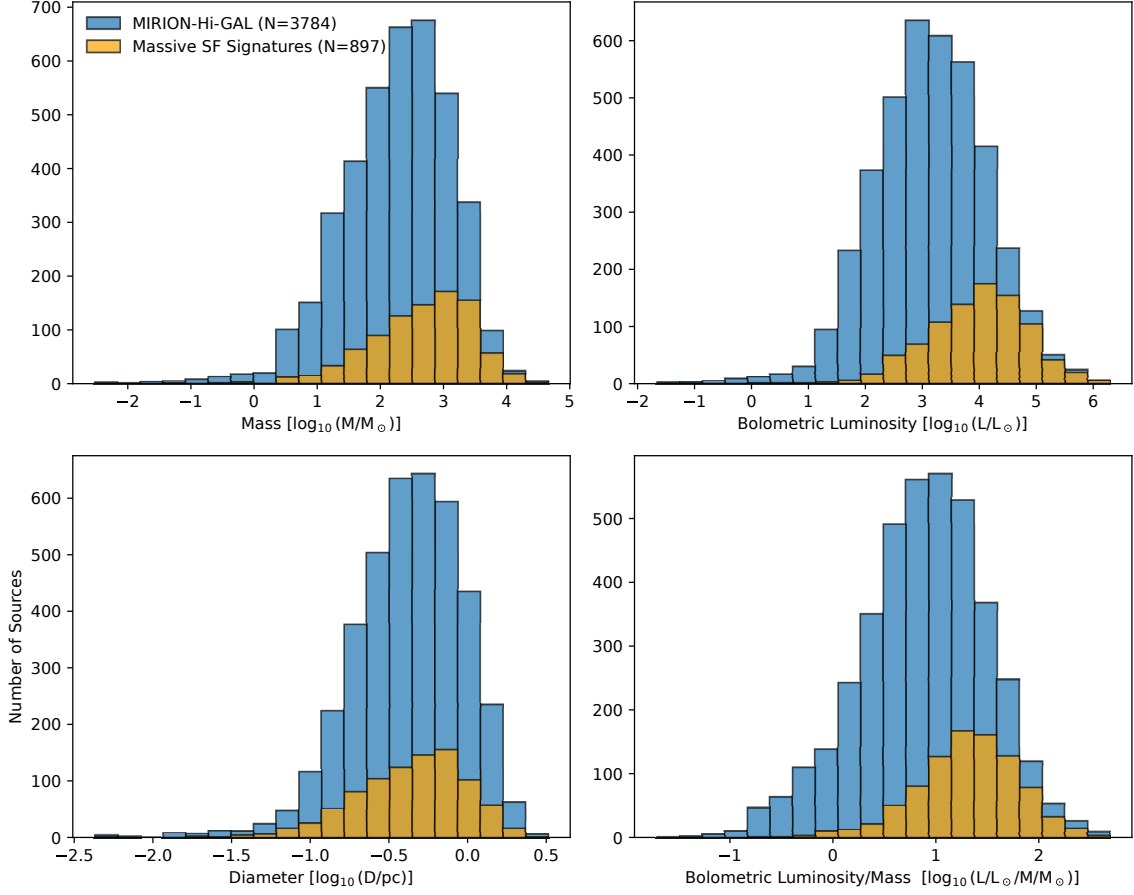 MIRION-Hi-GAL (N=3784)
Massive SF Signatures (N=897)
700
600
500
400
300
200
100
0
−2 −1 0 1 2 3 4 5
Mass [log₁₀(M/M⊙)]
600
500
400
300
200
100
0
−2 −1 0 1 2 3 4 5 6
Bolometric Luminosity [log₁₀(L/L⊙)]
Number of Sources
600
500
400
300
200
100
0
−2.5 −2.0 −1.5 −1.0 −0.5 0.0 0.5
Diameter [log₁₀(D/pc)]
500
400
300
200
100
0
−1 0 1 2
Bolometric Luminosity/Mass [log₁₀(L/L⊙/M/M⊙)]